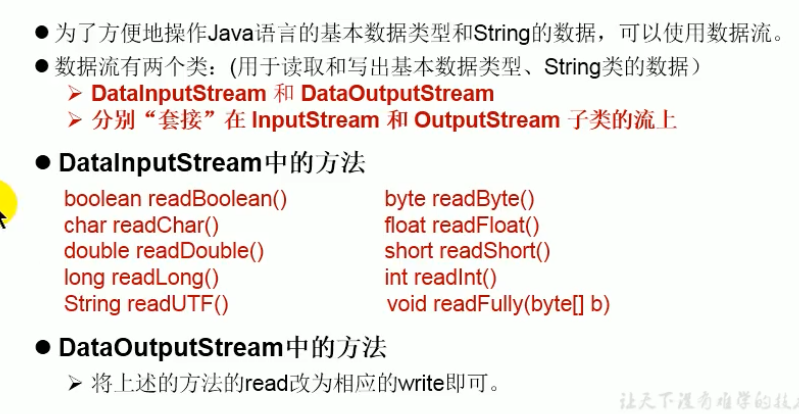 ● 为了方便地操作Java语言的基本数据类型和String的数据，可以使用数据流。
● 数据流有两个类：(用于读取和写出基本数据类型、String类的数据）
➢ DataInputStream 和 DataOutputStream
➢ 分别“套接”在 InputStream 和 OutputStream 子类的流上
● DataInputStream中的方法
boolean readBoolean() byte readByte()
char readChar() float readFloat()
double readDouble() short readShort()
long readLong() int readInt()
String readUTF() void readFully(byte[] b)
● DataOutputStream中的方法
➢ 将上述的方法的read改为相应的write即可。
让天下没有难学的技